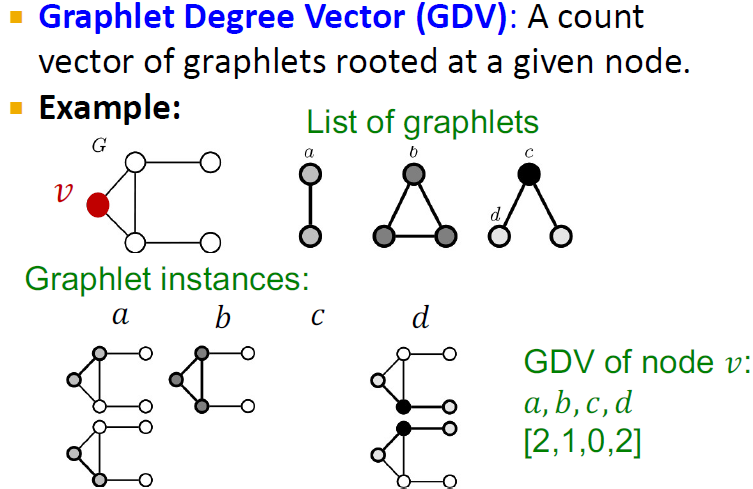 Graphlet Degree Vector (GDV): A count
vector of graphlets rooted at a given node.
Example:
List of graphlets
G
a
b
c
v
d
Graphlet instances:
a
b
c
d
GDV of node v:
a, b, c, d
[2,1,0,2]